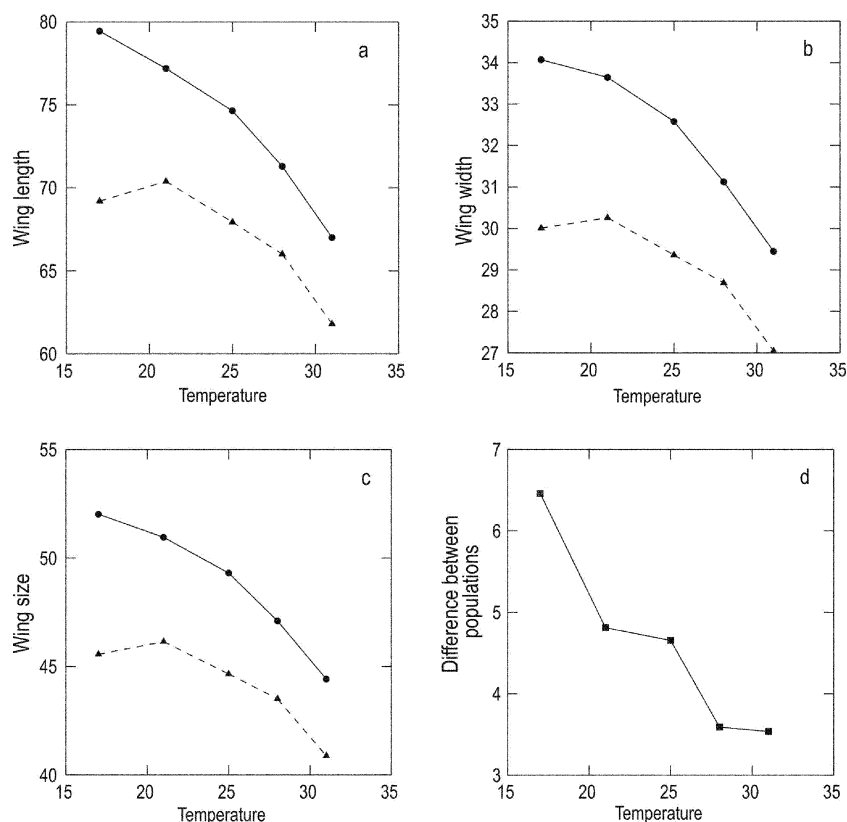 a
80
75
70
65
60
Wing length
15 20 25 30 35
Temperature
b
35
34
33
32
31
30
29
28
27
Wing width
15 20 25 30 35
Temperature
c
55
50
45
40
Wing size
15 20 25 30 35
Temperature
d
7
6
5
4
3
Difference between
populations
15 20 25 30 35
Temperature